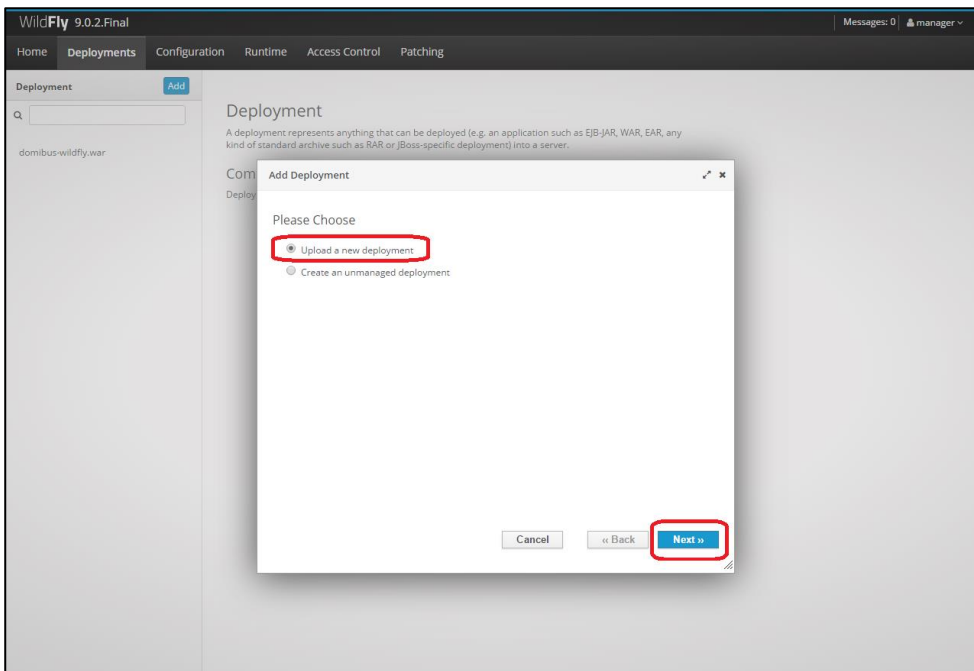 WildFly 9.0.2.Final
Messages: 0
manager
Home Deployments Configuration Runtime Access Control Patching
Deployment
Add
domibus-wildfly.war
Deployment
A deployment represents anything that can be deployed (e.g. an application such as EJB-JAR, WAR, EAR, any
kind of standard archive such as RAR or JBoss-specific deployment) into a server.
Com
Deploy
Add Deployment
Please Choose
Upload a new deployment
Create an unmanaged deployment
Cancel
‹‹ Back
Next ››